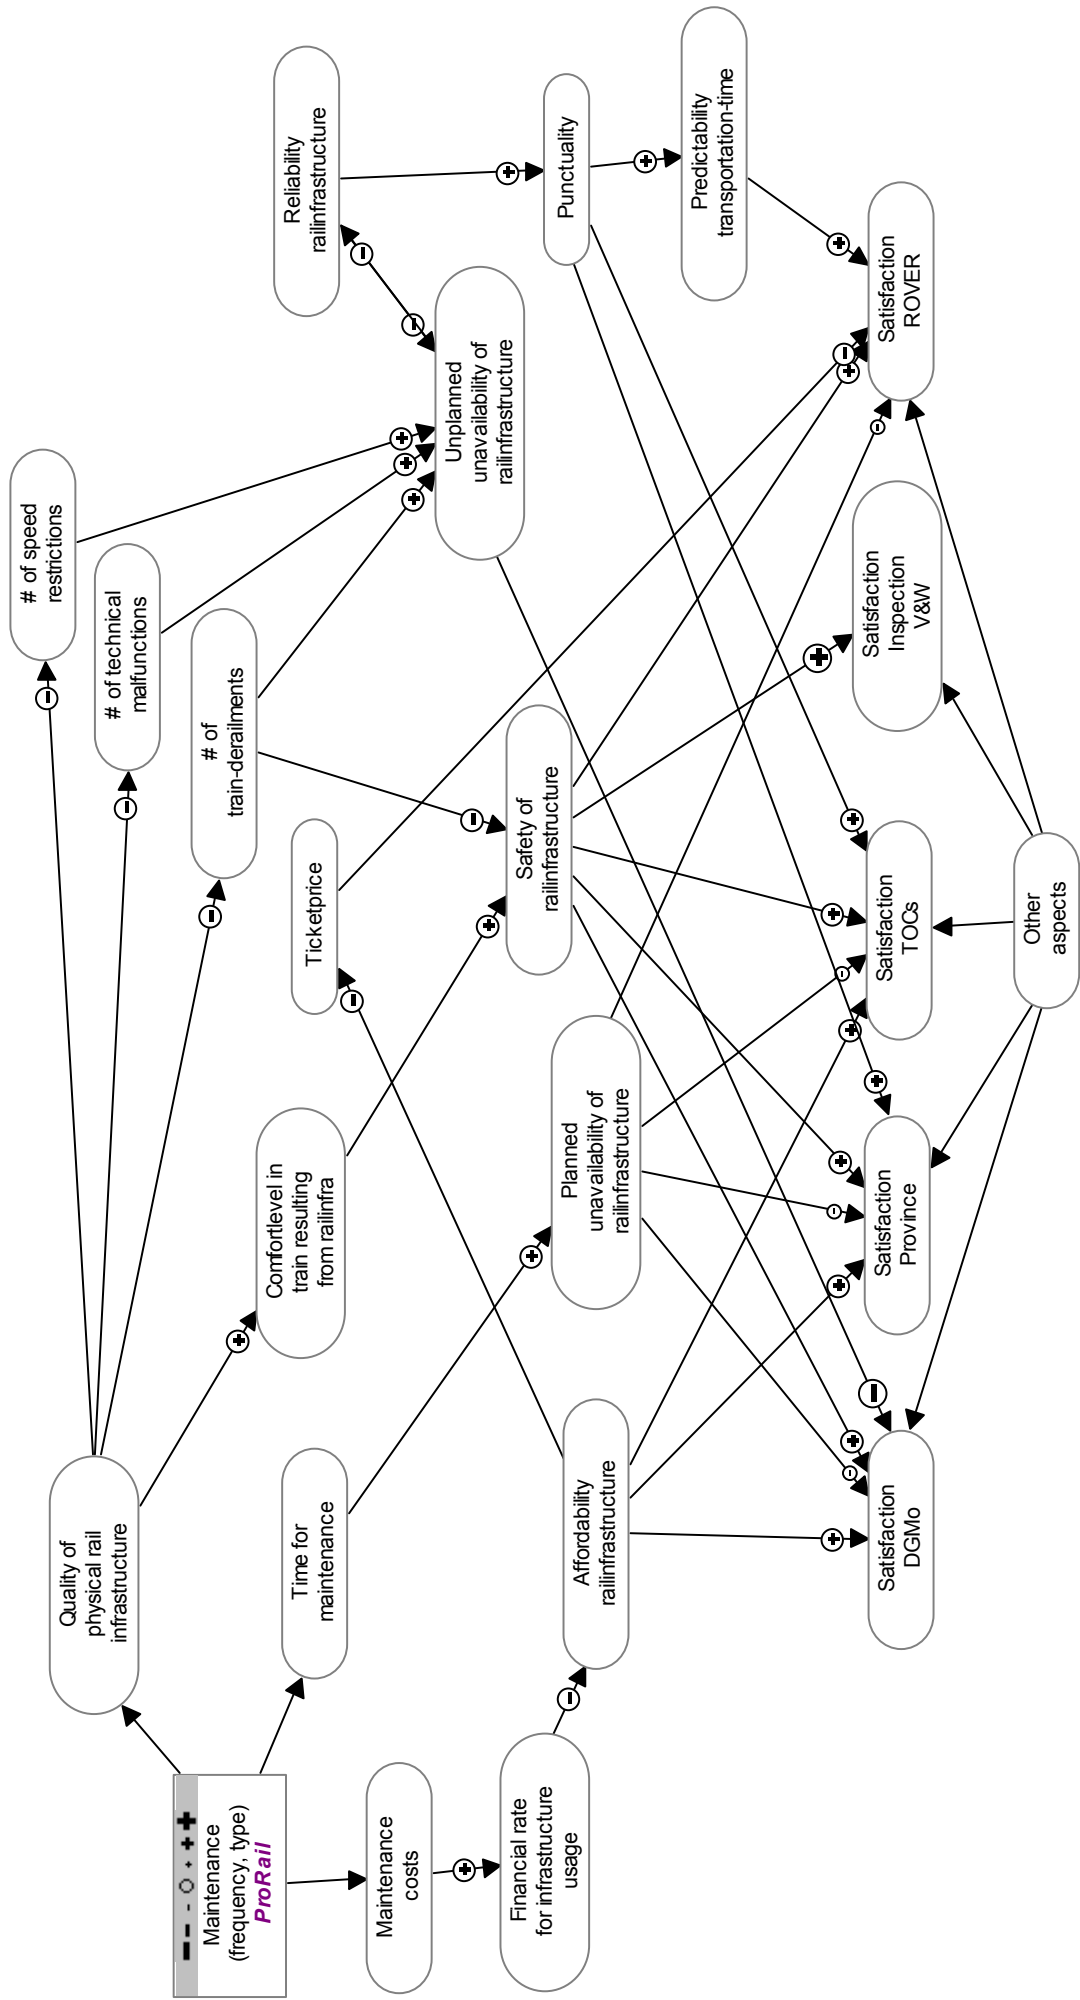 Maintenance
(frequency, type)
ProRail
Quality of
physical rail
infrastructure
Time for
maintenance
Maintenance
costs
Financial rate
for infrastructure
usage
Affordability
railinfrastructure
Comfortlevel in
train resulting
from railinfra
Planned
unavailability of
railinfrastructure
Ticketprice
Safety of
railinfrastructure
# of
train-derailments
# of technical
malfunctions
# of speed
restrictions
Unplanned
unavailability of
railinfrastructure
Reliability
railinfrastructure
Punctuality
Predictability
transportation-time
Satisfaction
DGMo
Satisfaction
Province
Satisfaction
TOCs
Satisfaction
Inspection
V&W
Satisfaction
ROVER
Other
aspects